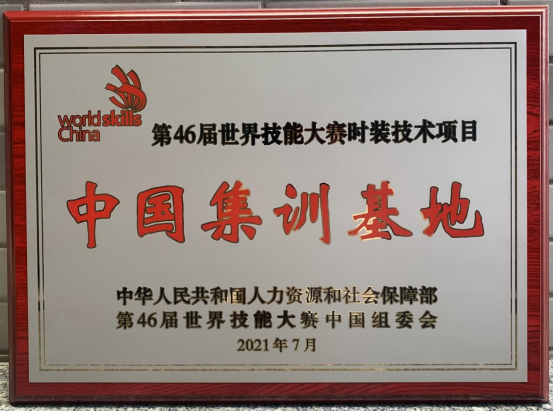 worldskills
China
第46届世界技能大赛时装技术项目
中国集训基地
中华人民共和国人力资源和社会保障部
第46届世界技能大赛中国组委会
2021年7月